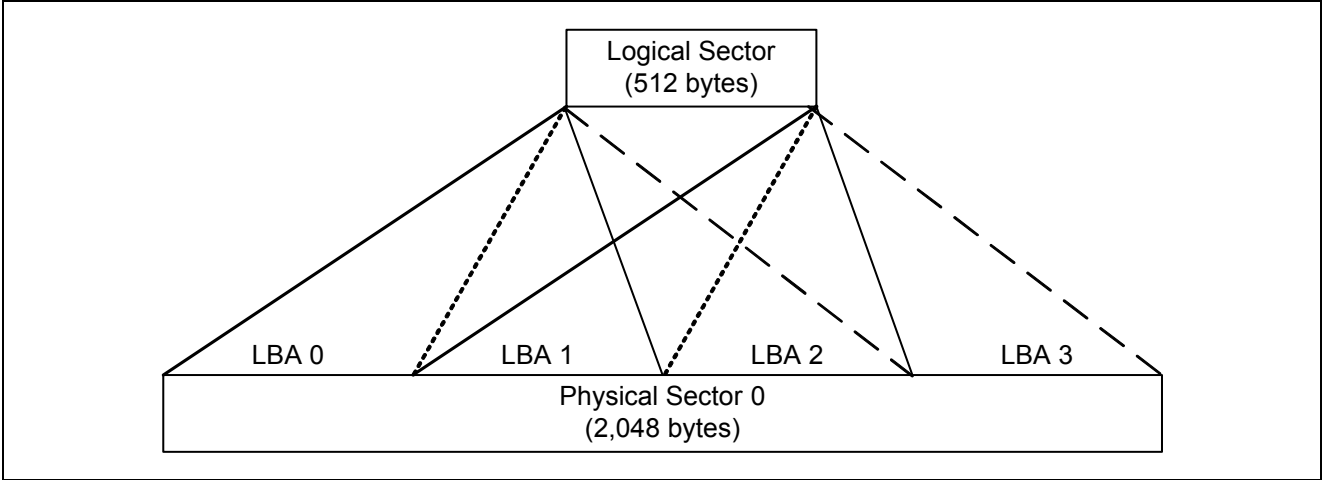 Logical Sector
(512 bytes)
LBA 0
LBA 1
LBA 2
LBA 3
Physical Sector 0
(2,048 bytes)